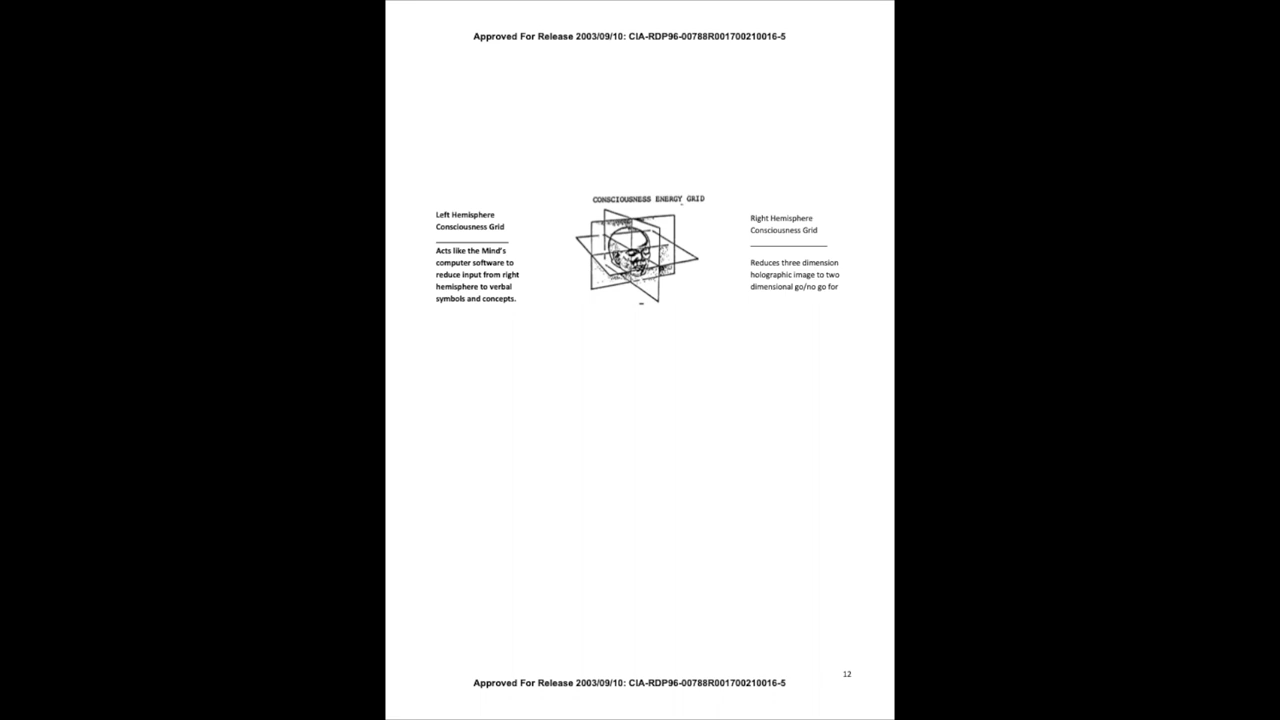 Approved For Release 2003/09/10: CIA-RDP96-00788R001700210016-5
CONSCIOUSNESS ENERGY GRID
Left Hemisphere
Consciousness Grid
Acts like the Mind's
computer software to
reduce input from right
hemisphere to verbal
symbols and concepts.
Right Hemisphere
Consciousness Grid
Reduces three dimension
holographic image to two
dimensional go/no go for
12
Approved For Release 2003/09/10: CIA-RDP96-00788R001700210016-5